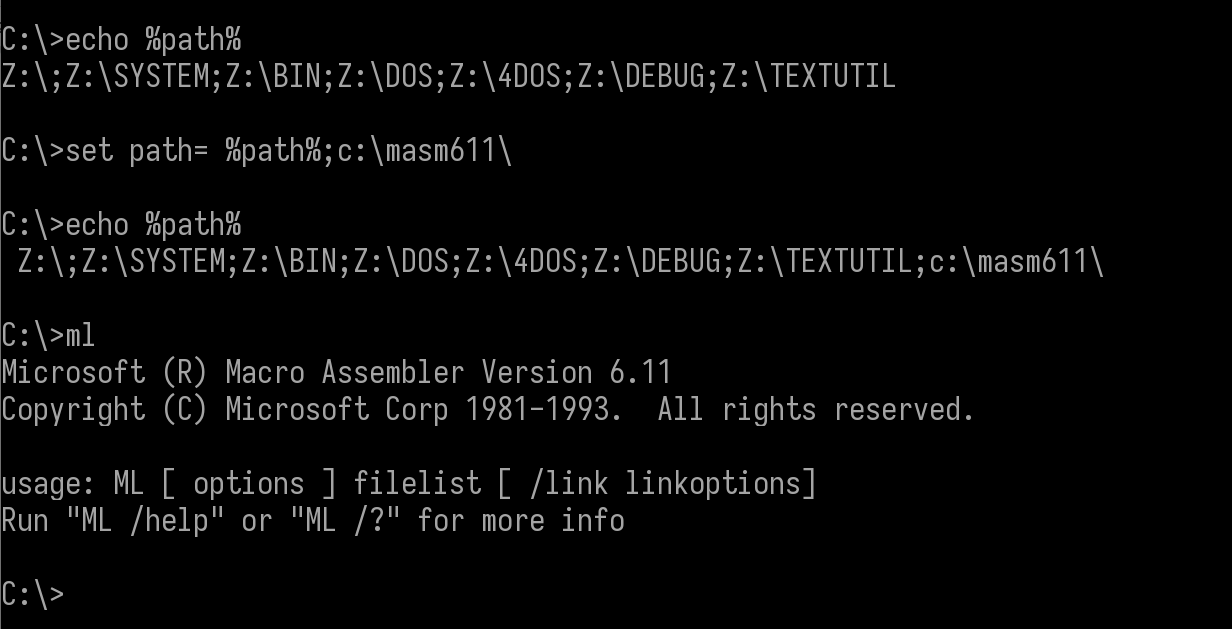 C:\>echo %path%
Z:\;Z:\SYSTEM;Z:\BIN;Z:\DOS;Z:\4DOS;Z:\DEBUG;Z:\TEXTUTIL
C:\>set path= %path%;c:\masm611\
C:\>echo %path%
 Z:\;Z:\SYSTEM;Z:\BIN;Z:\DOS;Z:\4DOS;Z:\DEBUG;Z:\TEXTUTIL;c:\masm611\
C:\>ml
Microsoft (R) Macro Assembler Version 6.11
Copyright (C) Microsoft Corp 1981-1993.  All rights reserved.
usage: ML [ options ] filelist [ /link linkoptions]
Run "ML /help" or "ML /?" for more info
C:\>